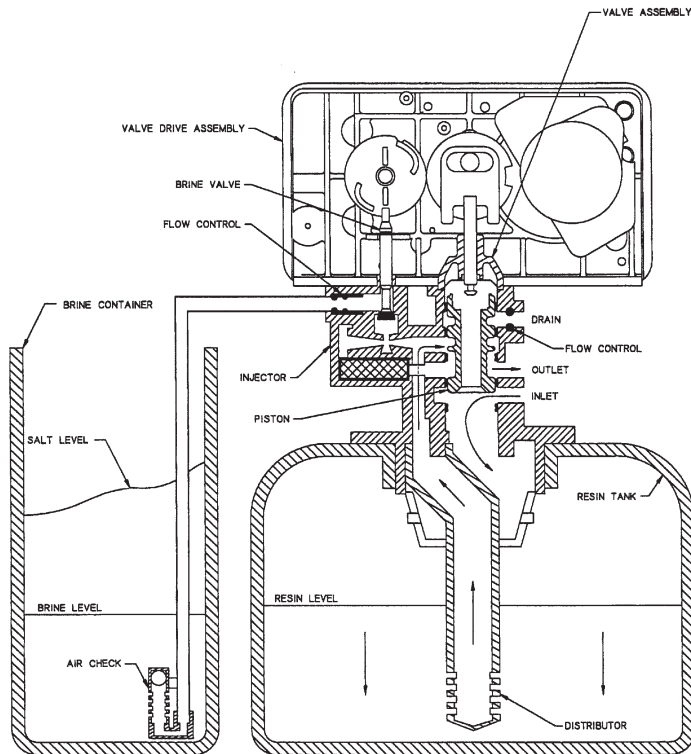 VALVE ASSEMBLY
VALVE DRIVE ASSEMBLY
BRINE VALVE
FLOW CONTROL
BRINE CONTAINER
DRAIN
FLOW CONTROL
INJECTOR
OUTLET
INLET
PISTON
SALT LEVEL
RESIN TANK
BRINE LEVEL
RESIN LEVEL
AIR CHECK
DISTRIBUTOR